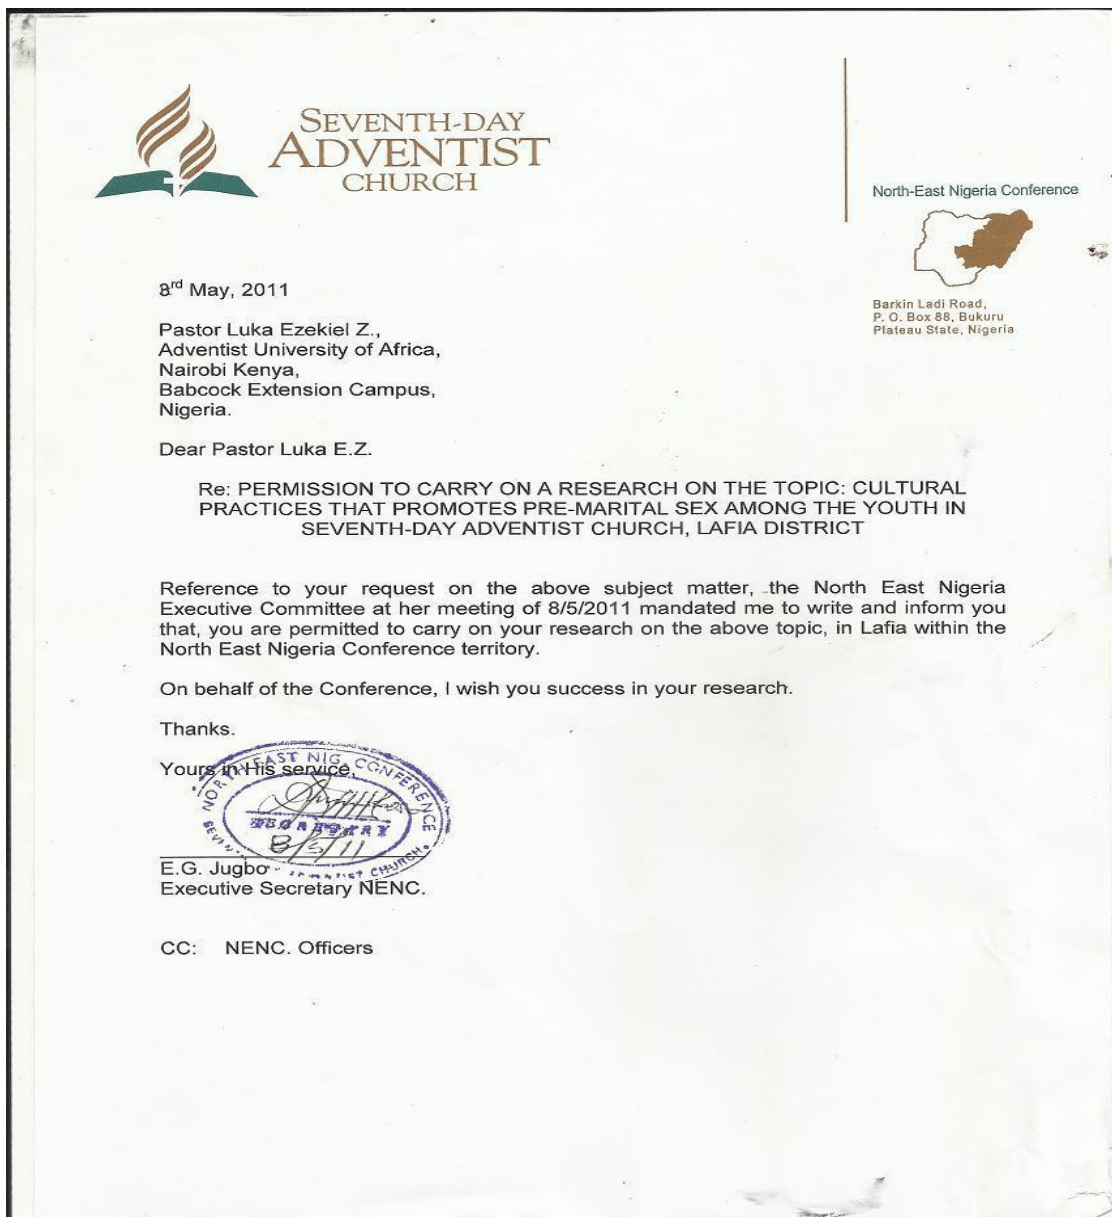 SEVENTH-DAY
ADVENTIST
CHURCH
North-East Nigeria Conference
Barkin Ladi Road,
P. O. Box 88, Bukuru
Plateau State, Nigeria
8rd May, 2011
Pastor Luka Ezekiel Z.,
Adventist University of Africa,
Nairobi Kenya,
Babcock Extension Campus,
Nigeria.
Dear Pastor Luka E.Z.
Re: PERMISSION TO CARRY ON A RESEARCH ON THE TOPIC: CULTURAL
PRACTICES THAT PROMOTES PRE-MARITAL SEX AMONG THE YOUTH IN
SEVENTH-DAY ADVENTIST CHURCH, LAFIA DISTRICT
Reference to your request on the above subject matter, the North East Nigeria
Executive Committee at her meeting of 8/5/2011 mandated me to write and inform you
that, you are permitted to carry on your research on the above topic, in Lafia within the
North East Nigeria Conference territory.
On behalf of the Conference, I wish you success in your research.
Thanks.
Yours in His service,
NORTH EAST NIG. CONFERENCE
SECRETARY
8/5/11
CHURCH.
E.G. Jugbo
Executive Secretary NENC.
CC: NENC. Officers